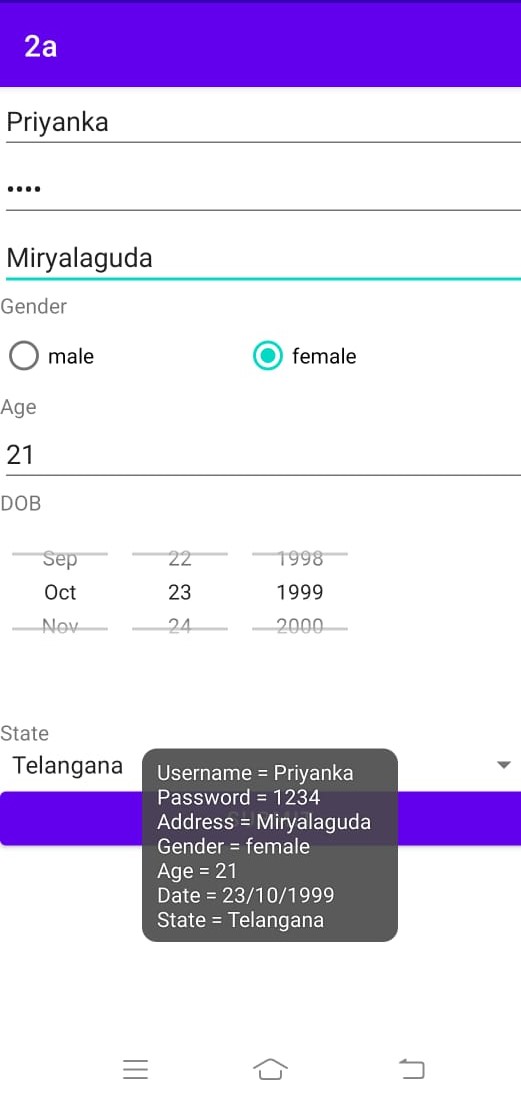 2a
Priyanka
••••
Miryalaguda
Gender
male female
Age
21
DOB
Sep 22 1998
Oct 23 1999
Nov 24 2000
State
Telangana
Username = Priyanka
Password = 1234
Address = Miryalaguda
Gender = female
Age = 21
Date = 23/10/1999
State = Telangana